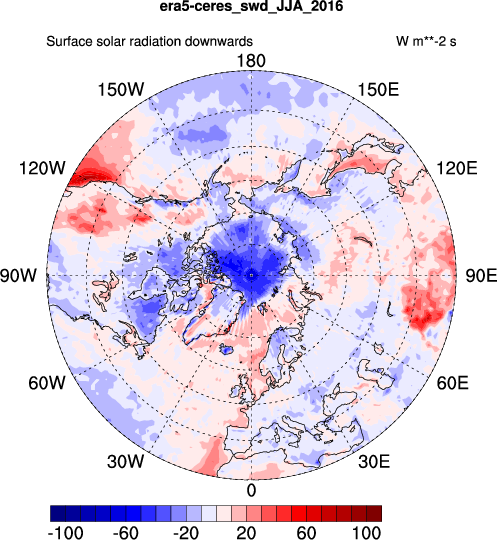 era5-ceres_swd_JJA_2016
Surface solar radiation downwards W m**-2 s
180
150W 150E
120W 120E
90W 90E
60W 60E
30W 30E
0
-100 -60 -20 20 60 100